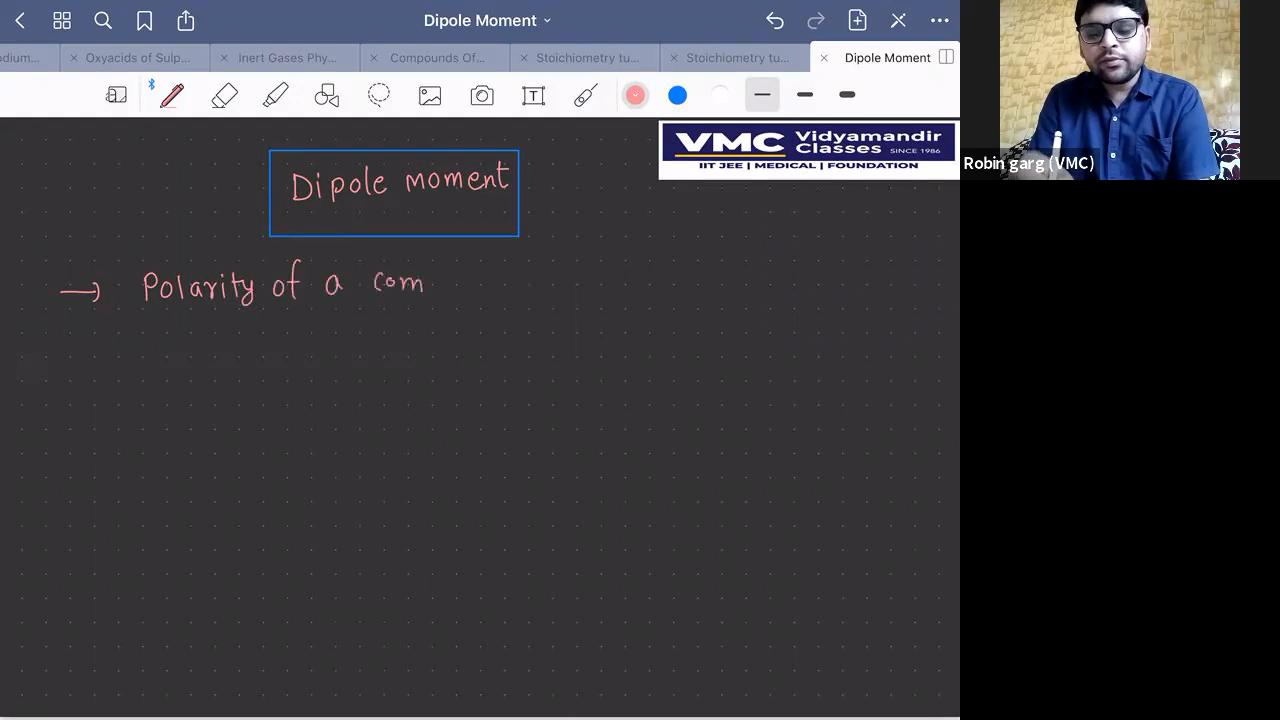 Dipole Moment
odium...
Oxyacids of Sulp...
Inert Gases Phy...
Compounds Of...
Stoichiometry tu...
Stoichiometry tu...
Dipole Moment
T
VMC Vidyamandir Classes SINCE 1986
IIT JEE | MEDICAL | FOUNDATION
Robin garg (VMC)
Dipole moment
→ Polarity of a com